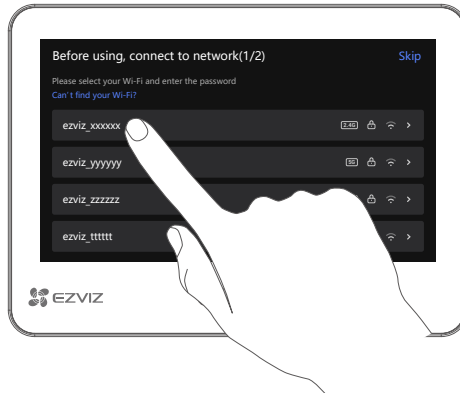 Before using, connect to network(1/2) Skip
Please select your Wi-Fi and enter the password
Can't find your Wi-Fi?
ezviz_xxxxxx 2.4G
ezviz_yyyyyy 5G
ezviz_zzzzzz
ezviz_tttttt
EZVIZ